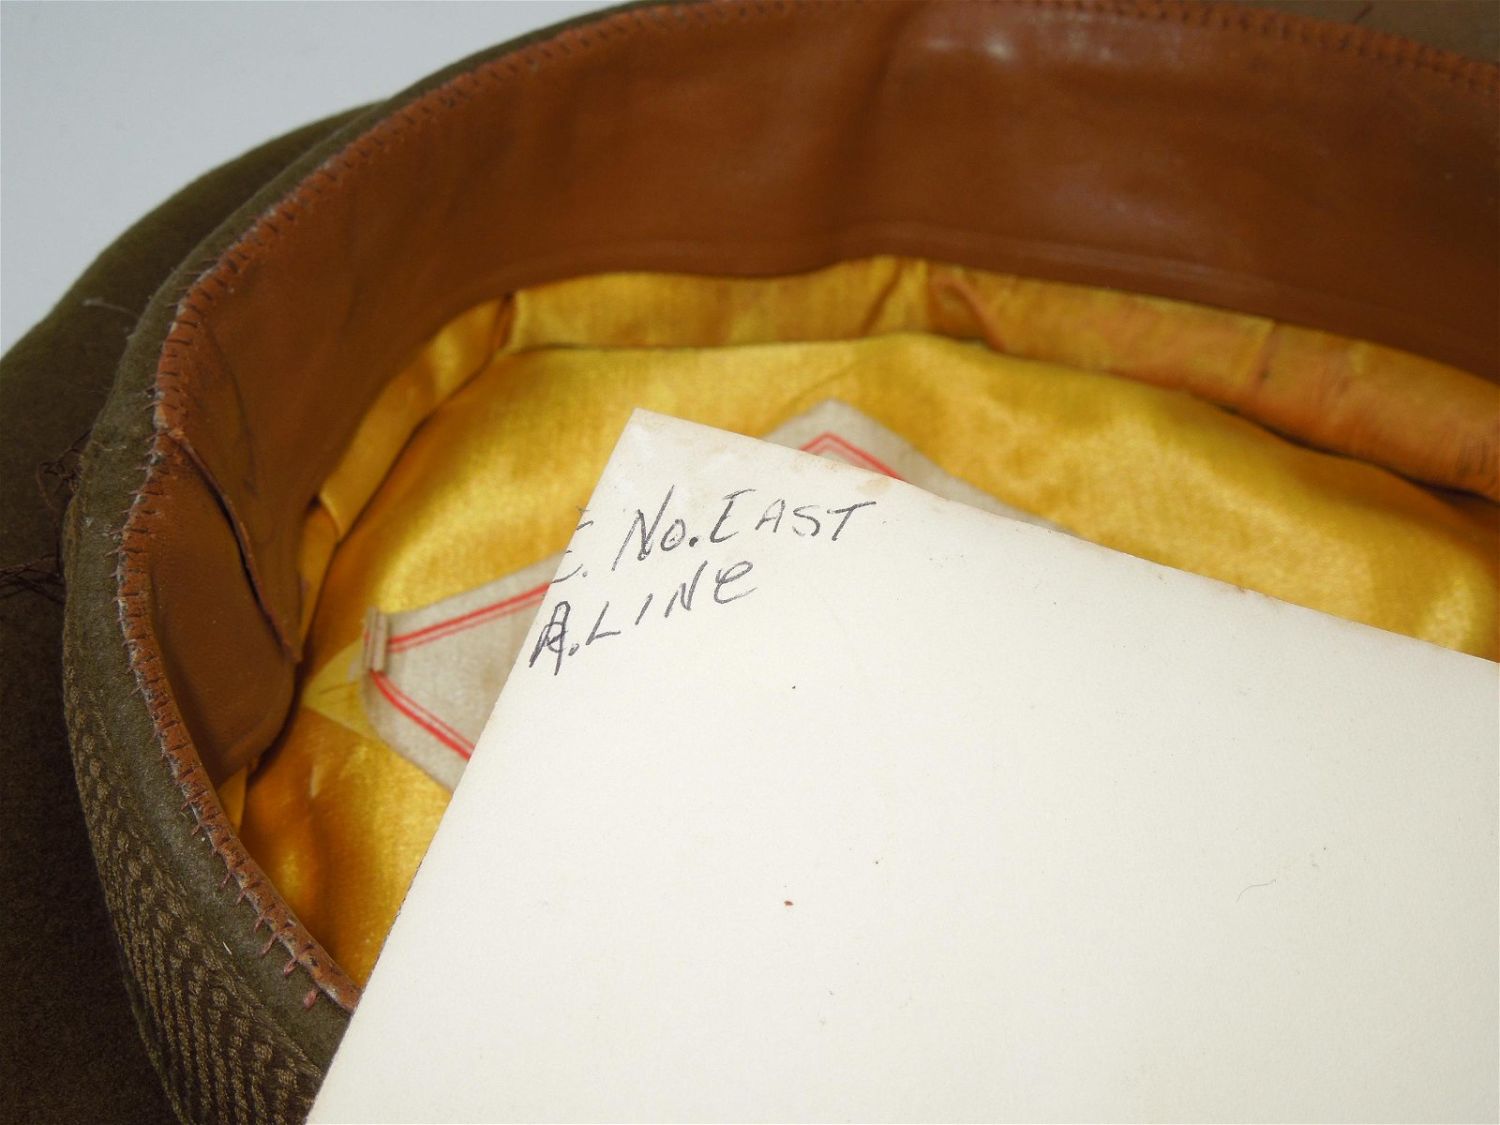 E. No. EAST
A. LINE